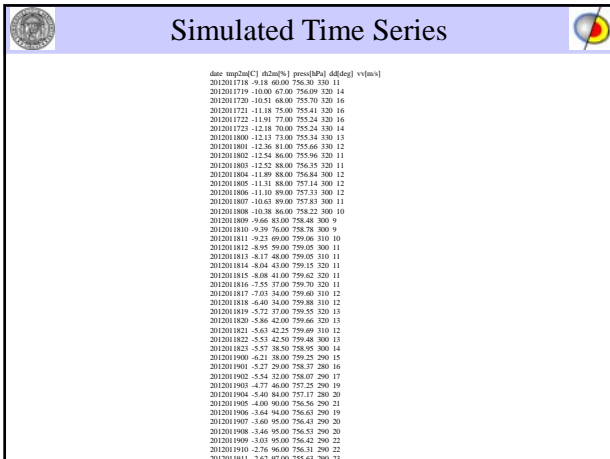 Simulated Time Series
date tmp2m[C] rh2m[%] press[hPa] dd[deg] vv[m/s]
2012011718 -9.18 60.00 756.30 330 11
2012011719 -10.00 67.00 756.09 320 14
2012011720 -10.51 68.00 755.70 320 16
2012011721 -11.18 75.00 755.41 320 16
2012011722 -11.91 77.00 755.24 320 16
2012011723 -12.18 70.00 755.24 330 14
2012011800 -12.13 73.00 755.34 330 13
2012011801 -12.36 81.00 755.66 330 12
2012011802 -12.54 86.00 755.96 320 11
2012011803 -12.52 88.00 756.35 320 11
2012011804 -11.89 88.00 756.84 300 12
2012011805 -11.31 88.00 757.14 300 12
2012011806 -11.10 89.00 757.33 300 12
2012011807 -10.63 89.00 757.83 300 11
2012011808 -10.38 86.00 758.22 300 10
2012011809 -9.66 83.00 758.48 300 9
2012011810 -9.39 76.00 758.78 300 9
2012011811 -9.23 69.00 759.06 310 10
2012011812 -8.95 59.00 759.05 300 11
2012011813 -8.17 48.00 759.05 310 11
2012011814 -8.04 43.00 759.15 320 11
2012011815 -8.08 41.00 759.62 320 11
2012011816 -7.55 37.00 759.70 320 11
2012011817 -7.03 34.00 759.60 310 12
2012011818 -6.40 34.00 759.88 310 12
2012011819 -5.72 37.00 759.55 320 13
2012011820 -5.86 42.00 759.66 320 13
2012011821 -5.63 42.25 759.69 310 12
2012011822 -5.53 42.50 759.48 300 13
2012011823 -5.57 38.50 758.95 300 14
2012011900 -6.21 38.00 759.25 290 15
2012011901 -5.27 29.00 758.37 280 16
2012011902 -5.54 32.00 758.07 290 17
2012011903 -4.77 46.00 757.25 290 19
2012011904 -5.40 84.00 757.17 280 20
2012011905 -4.00 90.00 756.56 290 21
2012011906 -3.64 94.00 756.63 290 19
2012011907 -3.60 95.00 756.43 290 20
2012011908 -3.46 95.00 756.53 290 20
2012011909 -3.03 95.00 756.42 290 22
2012011910 -2.76 96.00 756.31 290 22
2012011911 -2.62 97.00 755.63 290 23